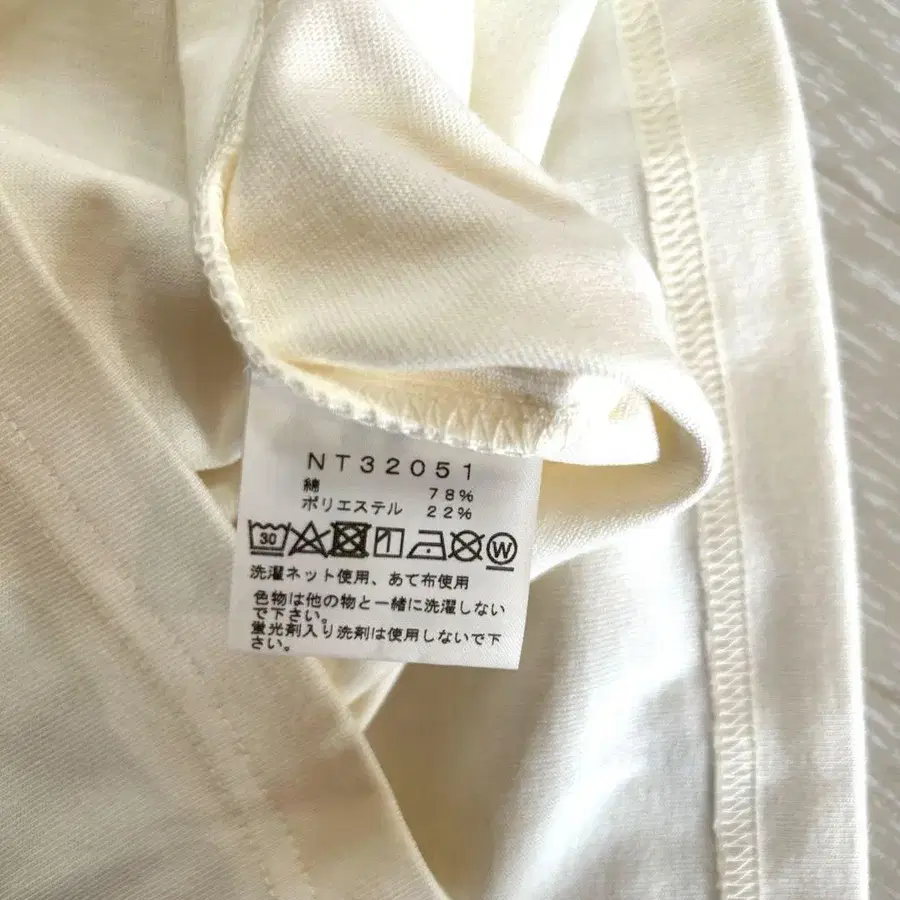 NT32051
綿 78%
ポリエステル 22%
30 W
洗濯ネット使用、あて布使用
色物は他の物と一緒に洗濯しない
で下さい。
蛍光剤入り洗剤は使用しないで下
さい。